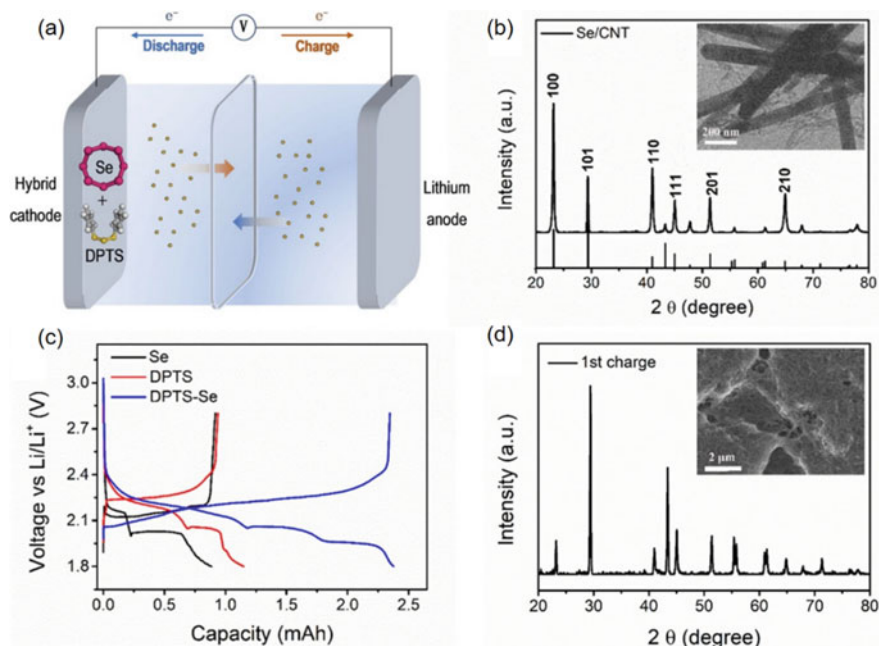 (a)
e⁻
V
e⁻
Discharge
Charge
Se
+
DPTS
Hybrid
cathode
Lithium
anode
(b)
Se/CNT
100
101
110
111
201
210
200 nm
Intensity (a.u.)
20 30 40 50 60 70 80
2 θ (degree)
(c)
Se
DPTS
DPTS-Se
3.0
2.7
2.4
2.1
1.8
Voltage vs Li/Li⁺ (V)
0.0 0.5 1.0 1.5 2.0 2.5
Capacity (mAh)
(d)
1st charge
2 μm
Intensity (a.u.)
20 30 40 50 60 70 80
2 θ (degree)